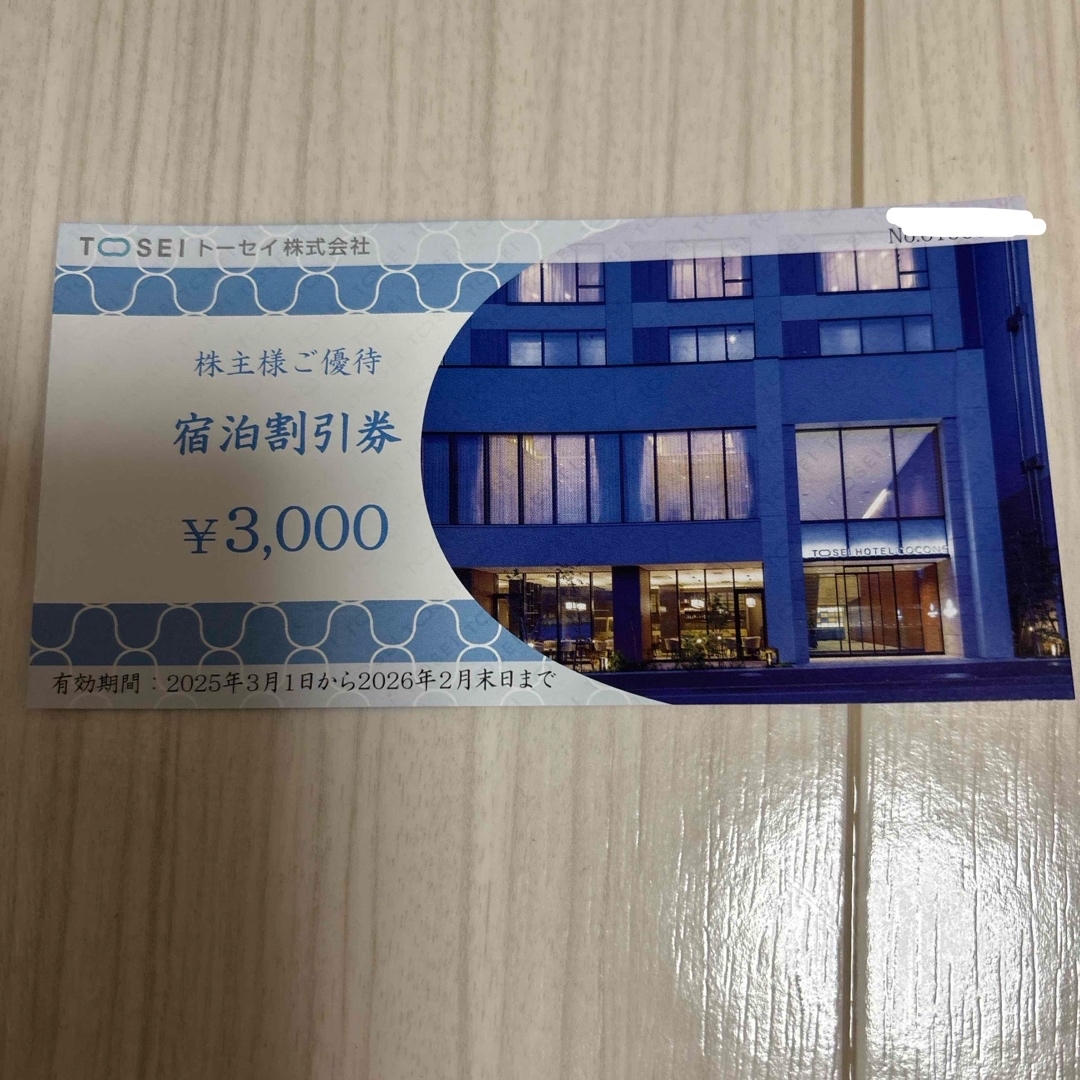 TOSEI トーセイ株式会社
株主様ご優待
宿泊割引券
¥3,000
有効期間：2025年3月1日から2026年2月末日まで
TOSEI HOTEL COCONE